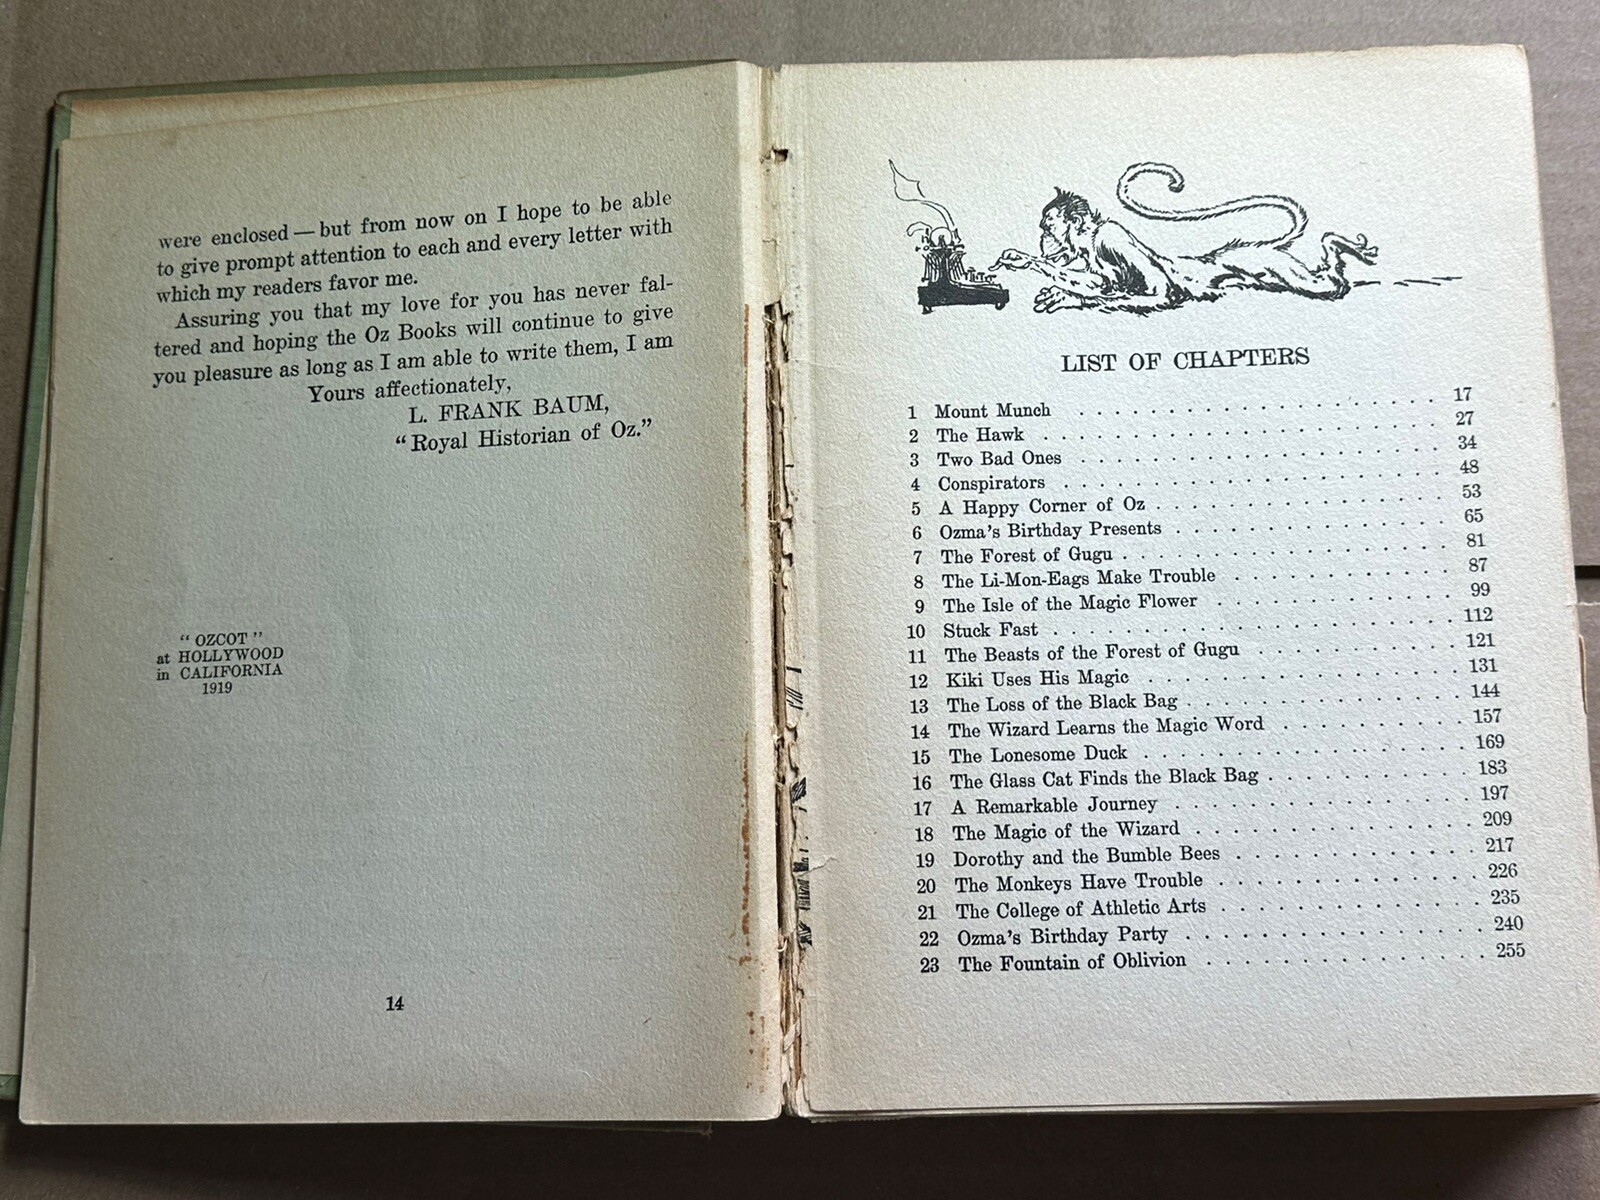 were enclosed — but from now on I hope to be able
to give prompt attention to each and every letter with
which my readers favor me.
Assuring you that my love for you has never fal-
tered and hoping the Oz Books will continue to give
you pleasure as long as I am able to write them, I am
Yours affectionately,
L. FRANK BAUM,
“Royal Historian of Oz.”
“OZCOT”
at HOLLYWOOD
in CALIFORNIA
1919
14
LIST OF CHAPTERS
1 Mount Munch . . . . . . . . . . . . . . . 17
2 The Hawk . . . . . . . . . . . . . . . . 27
3 Two Bad Ones . . . . . . . . . . . . . . . 34
4 Conspirators . . . . . . . . . . . . . . . 48
5 A Happy Corner of Oz . . . . . . . . . . . . 53
6 Ozma's Birthday Presents . . . . . . . . . . . 65
7 The Forest of Gugu . . . . . . . . . . . . . 81
8 The Li-Mon-Eags Make Trouble . . . . . . . . . 87
9 The Isle of the Magic Flower . . . . . . . . . . 99
10 Stuck Fast . . . . . . . . . . . . . . . . 112
11 The Beasts of the Forest of Gugu . . . . . . . . 121
12 Kiki Uses His Magic . . . . . . . . . . . . . 131
13 The Loss of the Black Bag . . . . . . . . . . . 144
14 The Wizard Learns the Magic Word . . . . . . . . 157
15 The Lonesome Duck . . . . . . . . . . . . . 169
16 The Glass Cat Finds the Black Bag . . . . . . . . 183
17 A Remarkable Journey . . . . . . . . . . . . 197
18 The Magic of the Wizard . . . . . . . . . . . 209
19 Dorothy and the Bumble Bees . . . . . . . . . . 217
20 The Monkeys Have Trouble . . . . . . . . . . . 226
21 The College of Athletic Arts . . . . . . . . . . 235
22 Ozma's Birthday Party . . . . . . . . . . . . 240
23 The Fountain of Oblivion . . . . . . . . . . . 255